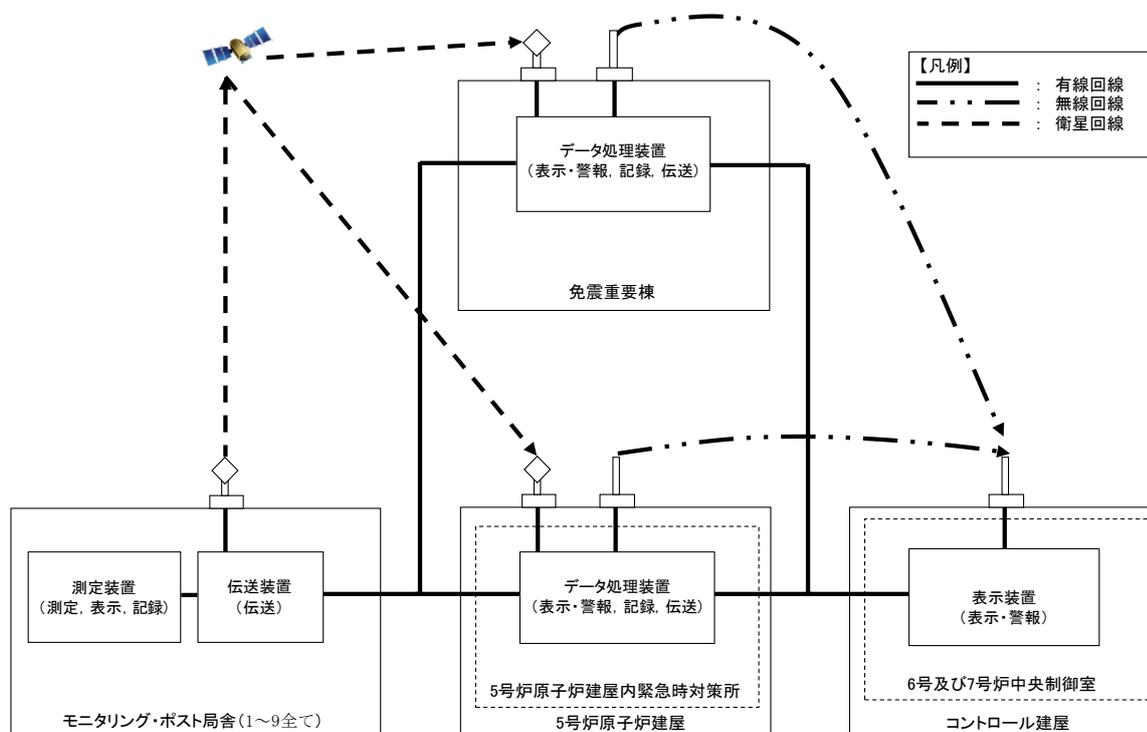 【凡例】
： 有線回線
： 無線回線
： 衛星回線
データ処理装置
（表示・警報, 記録, 伝送）
免震重要棟
測定装置
（測定, 表示, 記録）
伝送装置
（伝送）
モニタリング・ポスト局舎(1～9全て)
データ処理装置
（表示・警報, 記録, 伝送）
5号炉原子炉建屋内緊急時対策所
5号炉原子炉建屋
表示装置
（表示・警報）
6号及び7号炉中央制御室
コントロール建屋